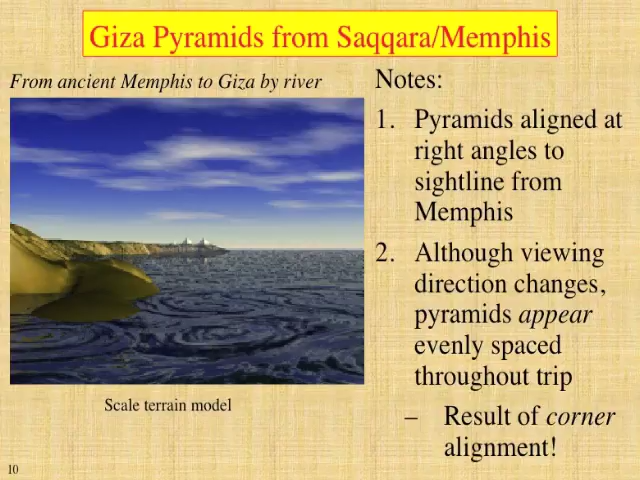 Giza Pyramids from Saqqara/Memphis
From ancient Memphis to Giza by river
Notes:
1. Pyramids aligned at
right angles to
sightline from
Memphis
2. Although viewing
direction changes,
pyramids appear
evenly spaced
throughout trip
– Result of corner
alignment!
Scale terrain model
10